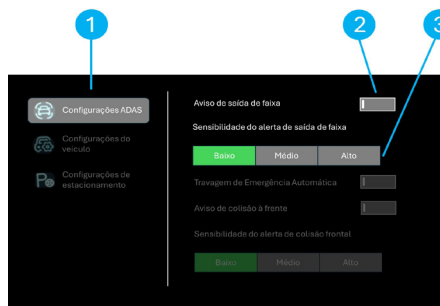 1
2
3
Configurações ADAS
Configurações do
veículo
Configurações de
estacionamento
Aviso de saída de faixa
Sensibilidade do alerta de saída de faixa
Baixo Médio Alto
Travagem de Emergência Automática
Aviso de colisão à frente
Sensibilidade do alerta de colisão frontal
Baixo Médio Alto